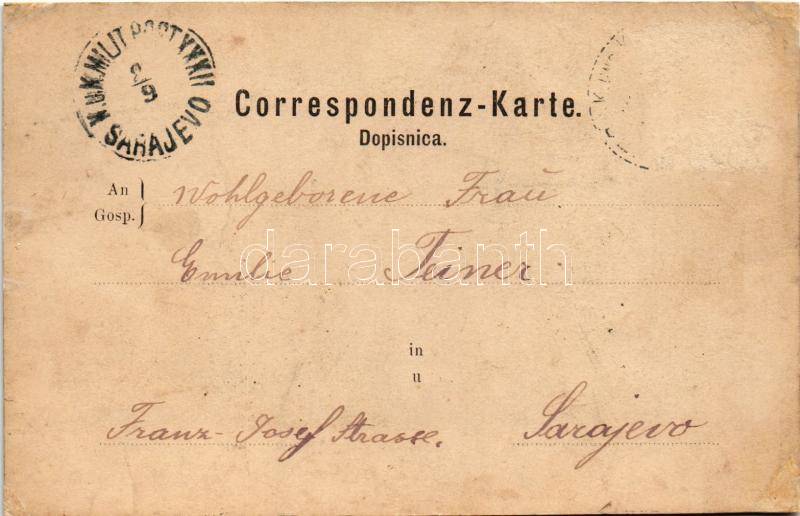 K.U.K. MILIT. POST XXXII
2/9
SARAJEVO
Correspondenz-Karte.
Dopisnica.
An
Gosp.
Wohlgeborene Frau
Emilie Teiner
darabanth
in
u
Franz-Josef Strasse. Sarajevo